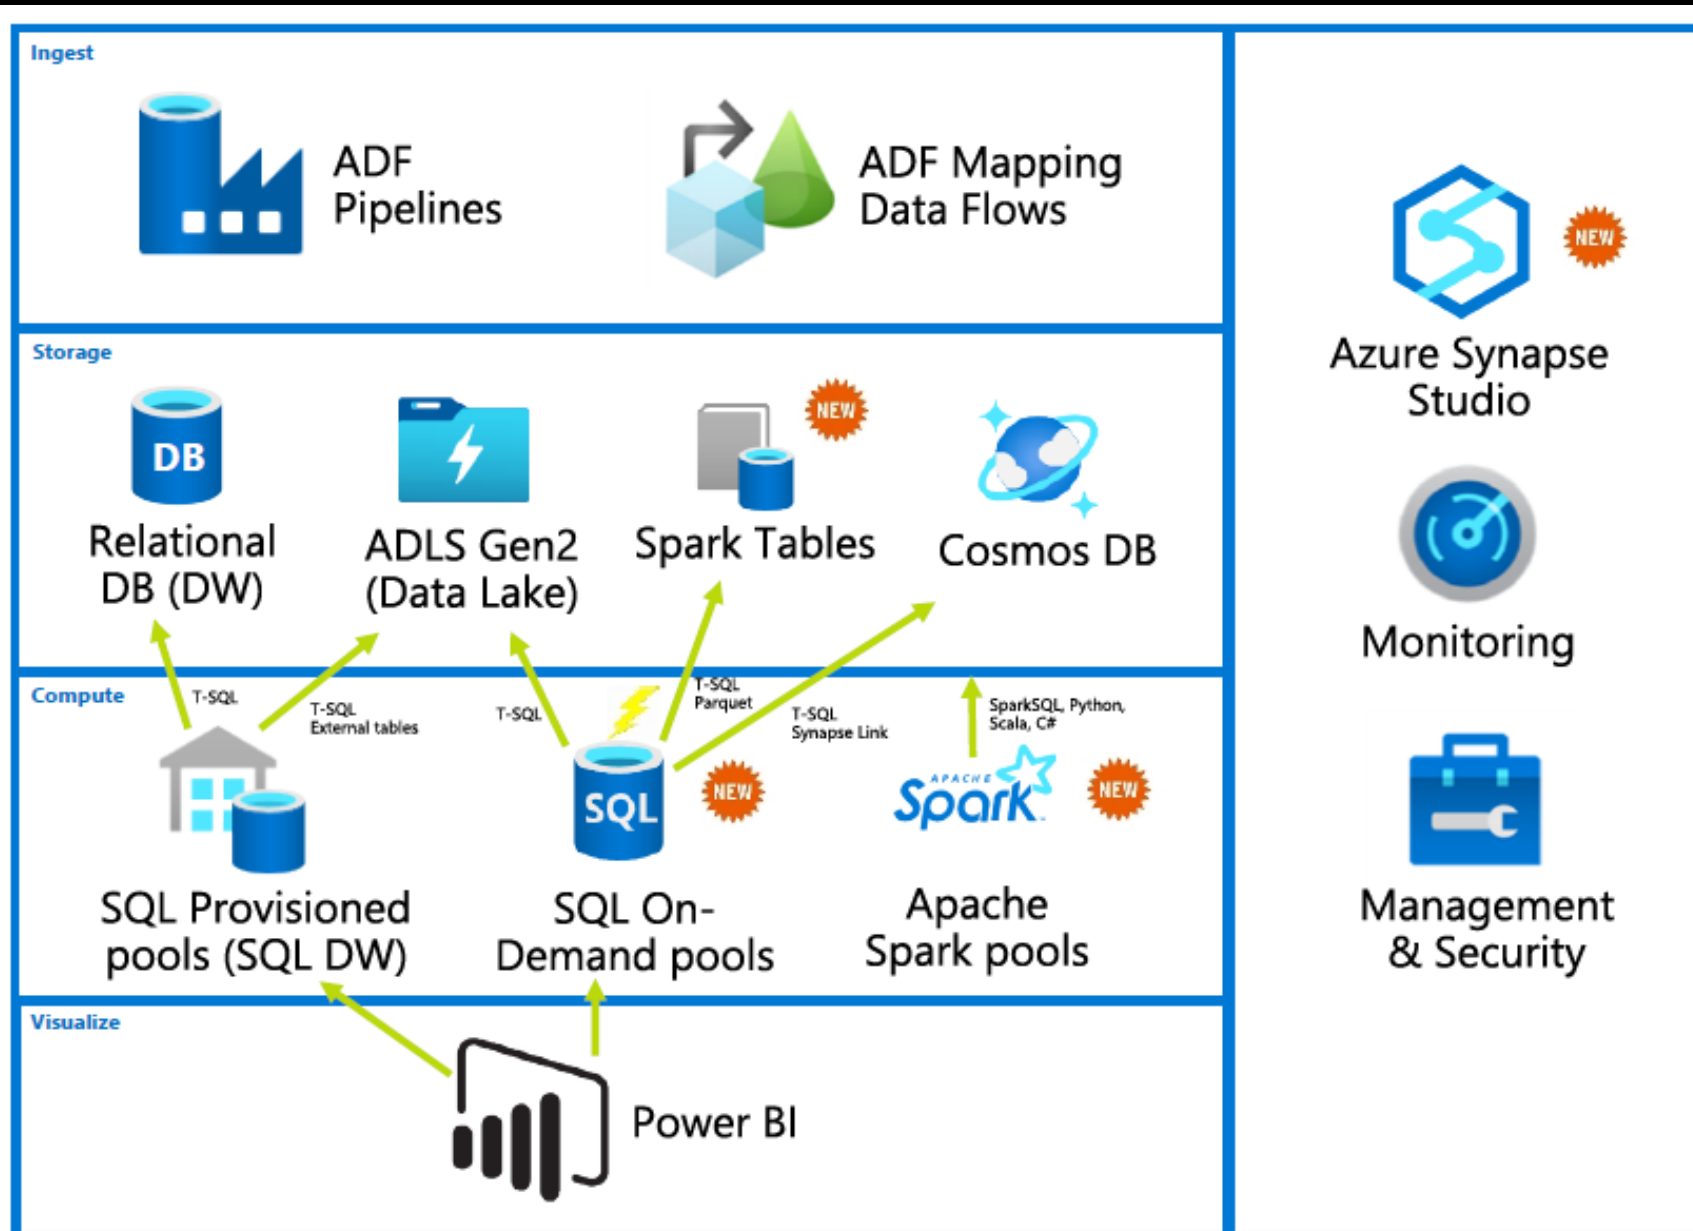 Ingest
ADF
Pipelines
ADF Mapping
Data Flows
Storage
NEW
DB
Relational
DB (DW)
ADLS Gen2
(Data Lake)
Spark Tables
Cosmos DB
Compute
T-SQL
T-SQL
External tables
T-SQL
T-SQL
Parquet
T-SQL
Synapse Link
SparkSQL, Python,
Scala, C#
SQL
NEW
APACHE
Spark™
NEW
SQL Provisioned
pools (SQL DW)
SQL On-
Demand pools
Apache
Spark pools
Visualize
Power BI
NEW
Azure Synapse
Studio
Monitoring
Management
& Security